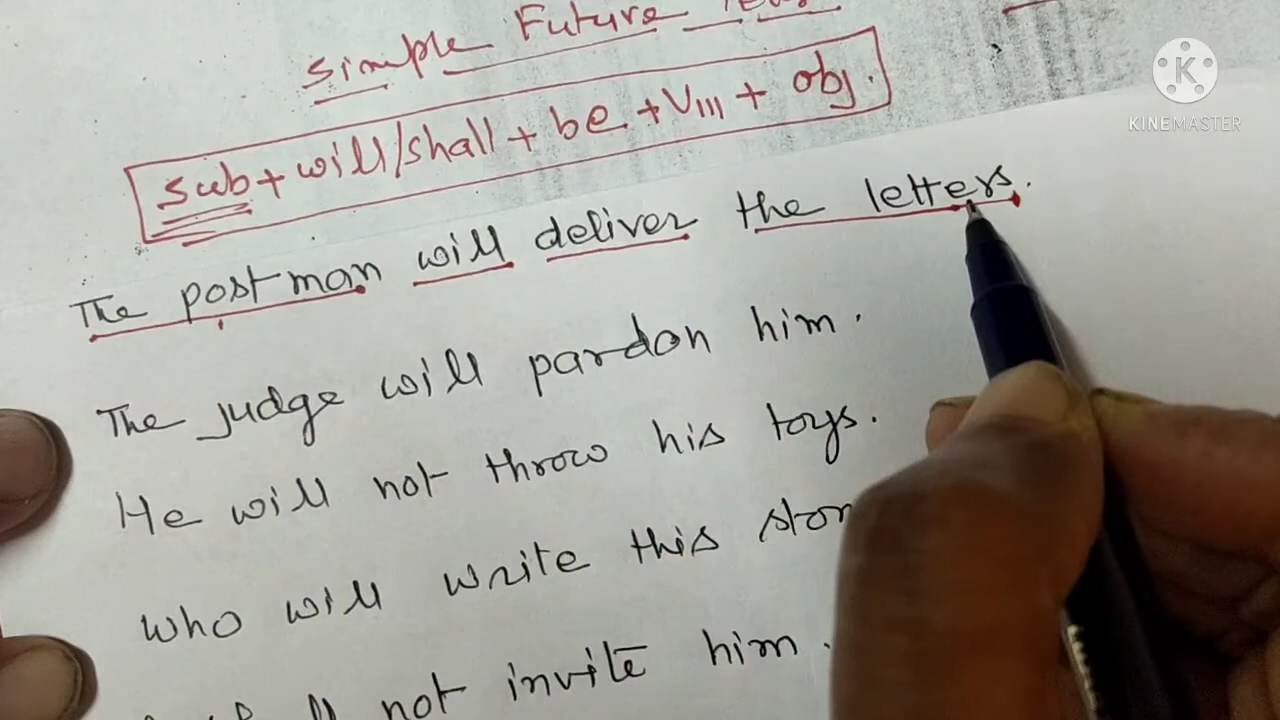 Simple Future
Sub + will/shall + be + VIII + obj.
KINEMASTER
The postman will deliver the letters.
The judge will pardon him.
He will not throw his toys.
Who will write this
not invite him.